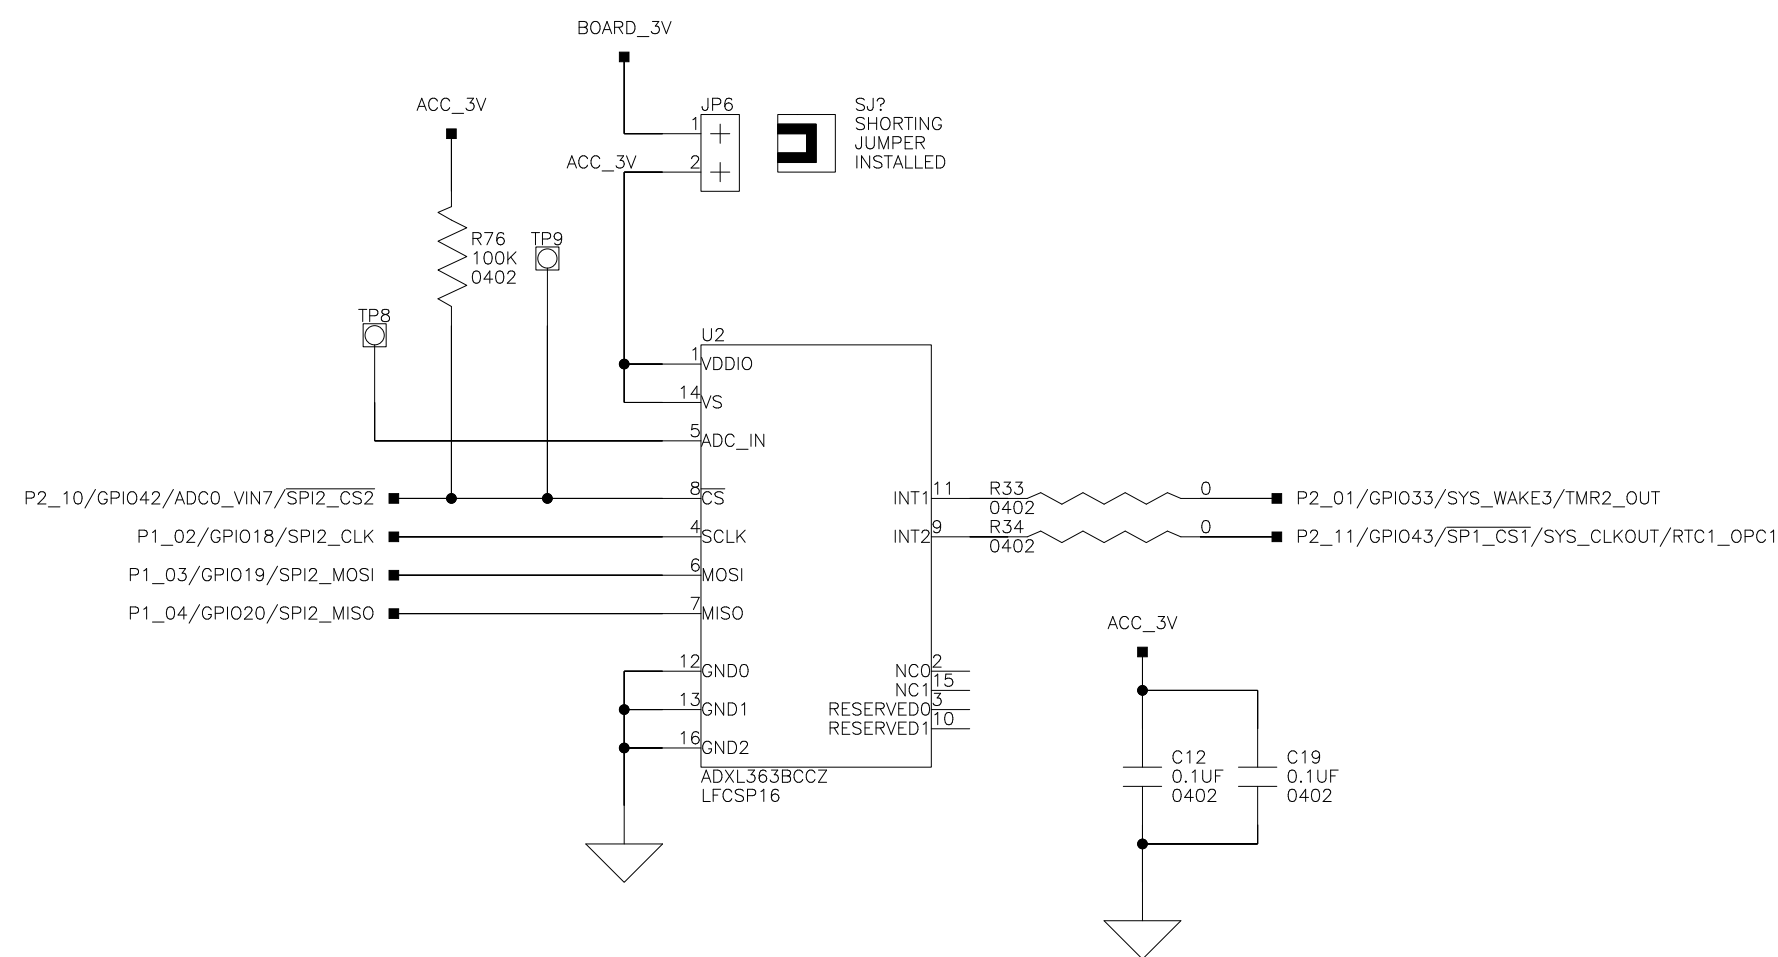 BOARD_3V
ACC_3V
JP6
1
2
ACC_3V
SJ?
SHORTING
JUMPER
INSTALLED
R76
100K
0402
TP9
TP8
U2
1 VDDIO
14 VS
5 ADC_IN
P2_10/GPIO42/ADC0_VIN7/SPI2_CS2
8 CS
P1_02/GPIO18/SPI2_CLK
4 SCLK
P1_03/GPIO19/SPI2_MOSI
6 MOSI
P1_04/GPIO20/SPI2_MISO
7 MISO
12 GND0
13 GND1
16 GND2
INT1 11
R33
0402
0
P2_01/GPIO33/SYS_WAKE3/TMR2_OUT
INT2 9
R34
0402
0
P2_11/GPIO43/SP1_CS1/SYS_CLKOUT/RTC1_OPC1
NC0 2
NC1 15
RESERVED0 3
RESERVED1 10
ADXL363BCCZ
LFCSP16
ACC_3V
C12
0.1UF
0402
C19
0.1UF
0402